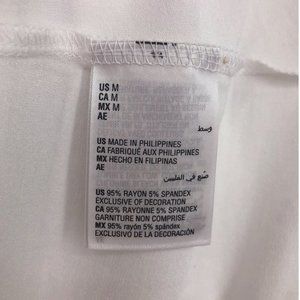 US M
CA M
MX M
AE
وسط
US MADE IN PHILIPPINES
CA FABRIQUÉ AUX PHILIPPINES
MX HECHO EN FILIPINAS
AE
صنع في الفلبين
US 95% RAYON 5% SPANDEX
EXCLUSIVE OF DECORATION
CA 95% RAYONNE 5% SPANDEX
GARNITURE NON COMPRISE
MX 95% rayón 5% spándex
EXCLUSIVO DE LA DECORACIÓN